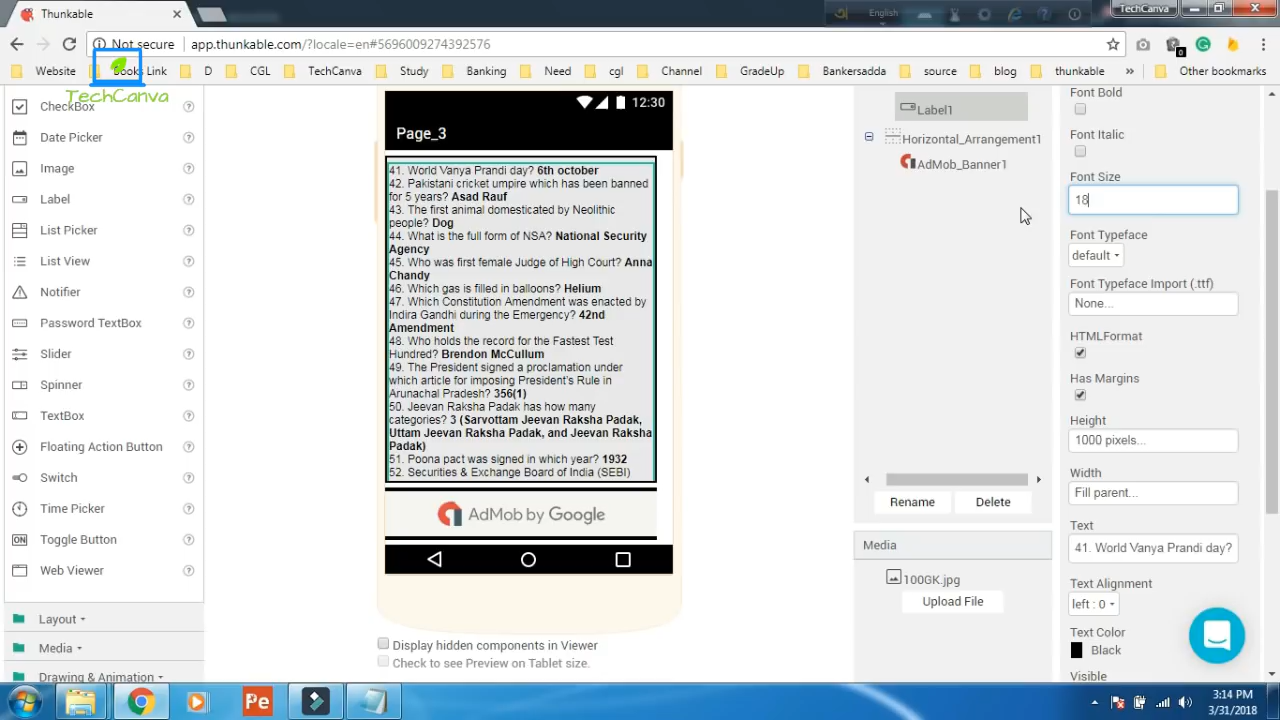 Thunkable
English
TechCanva
Not secure
app.thunkable.com/?locale=en#5696009274392576
0
Website
Books Link
D
CGL
TechCanva
Study
Banking
Need
cgl
Channel
GradeUp
Bankersadda
source
blog
thunkable
»
Other bookmarks
TechCanva
CheckBox
Date Picker
Image
Label
List Picker
List View
Notifier
Password TextBox
Slider
Spinner
TextBox
Floating Action Button
Switch
Time Picker
Toggle Button
Web Viewer
Layout
Media
Drawing & Animation
12:30
Page_3
41. World Vanya Prandi day? 6th october
42. Pakistani cricket umpire which has been banned
for 5 years? Asad Rauf
43. The first animal domesticated by Neolithic
people? Dog
44. What is the full form of NSA? National Security
Agency
45. Who was first female Judge of High Court? Anna
Chandy
46. Which gas is filled in balloons? Helium
47. Which Constitution Amendment was enacted by
Indira Gandhi during the Emergency? 42nd
Amendment
48. Who holds the record for the Fastest Test
Hundred? Brendon McCullum
49. The President signed a proclamation under
which article for imposing President's Rule in
Arunachal Pradesh? 356(1)
50. Jeevan Raksha Padak has how many
categories? 3 (Sarvottam Jeevan Raksha Padak,
Uttam Jeevan Raksha Padak, and Jeevan Raksha
Padak)
51. Poona pact was signed in which year? 1932
52. Securities & Exchange Board of India (SEBI)
AdMob by Google
Display hidden components in Viewer
Check to see Preview on Tablet size.
Label1
Horizontal_Arrangement1
AdMob_Banner1
Rename
Delete
Media
100GK.jpg
Upload File
Font Bold
Font Italic
Font Size
18
Font Typeface
default
Font Typeface Import (.ttf)
None...
HTMLFormat
Has Margins
Height
1000 pixels...
Width
Fill parent...
Text
41. World Vanya Prandi day?
Text Alignment
left : 0
Text Color
Black
Visible
Pe
3:14 PM
3/31/2018